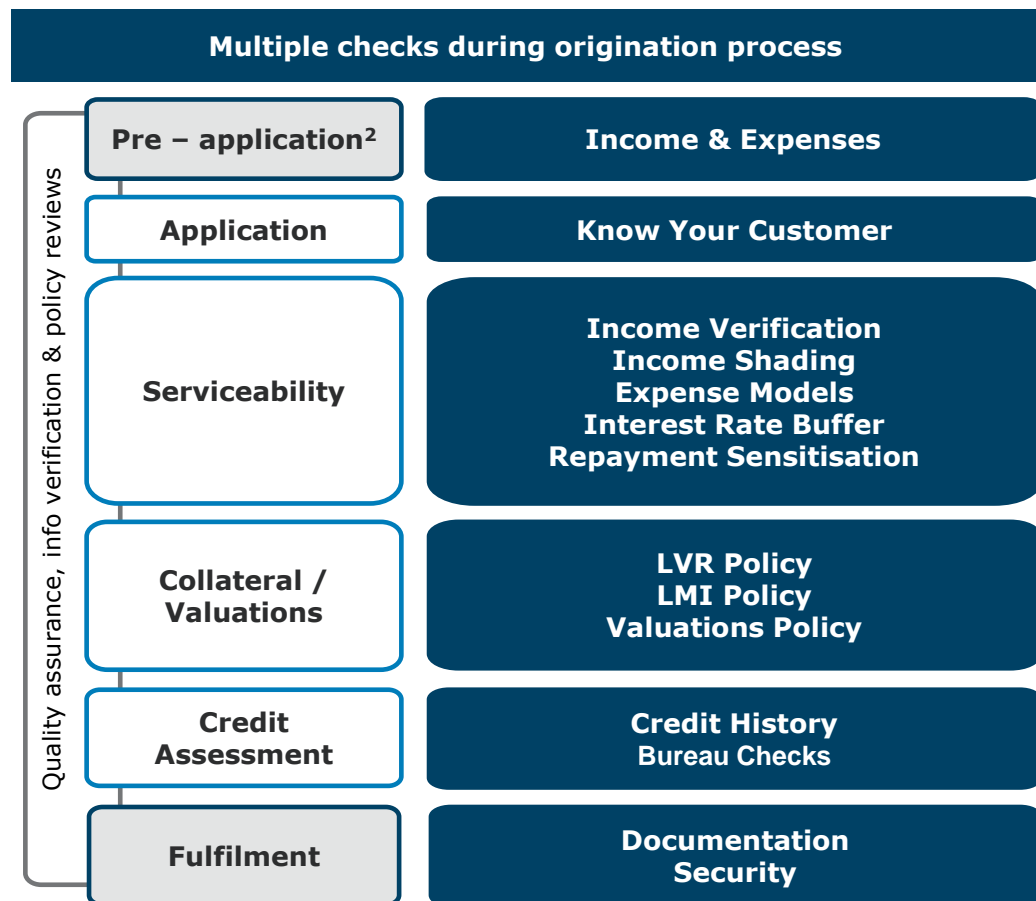 Multiple checks during origination process
Quality assurance, info verification & policy reviews
Pre – application²
Income & Expenses
Application
Know Your Customer
Serviceability
Income Verification
Income Shading
Expense Models
Interest Rate Buffer
Repayment Sensitisation
Collateral /
Valuations
LVR Policy
LMI Policy
Valuations Policy
Credit
Assessment
Credit History
Bureau Checks
Fulfilment
Documentation
Security